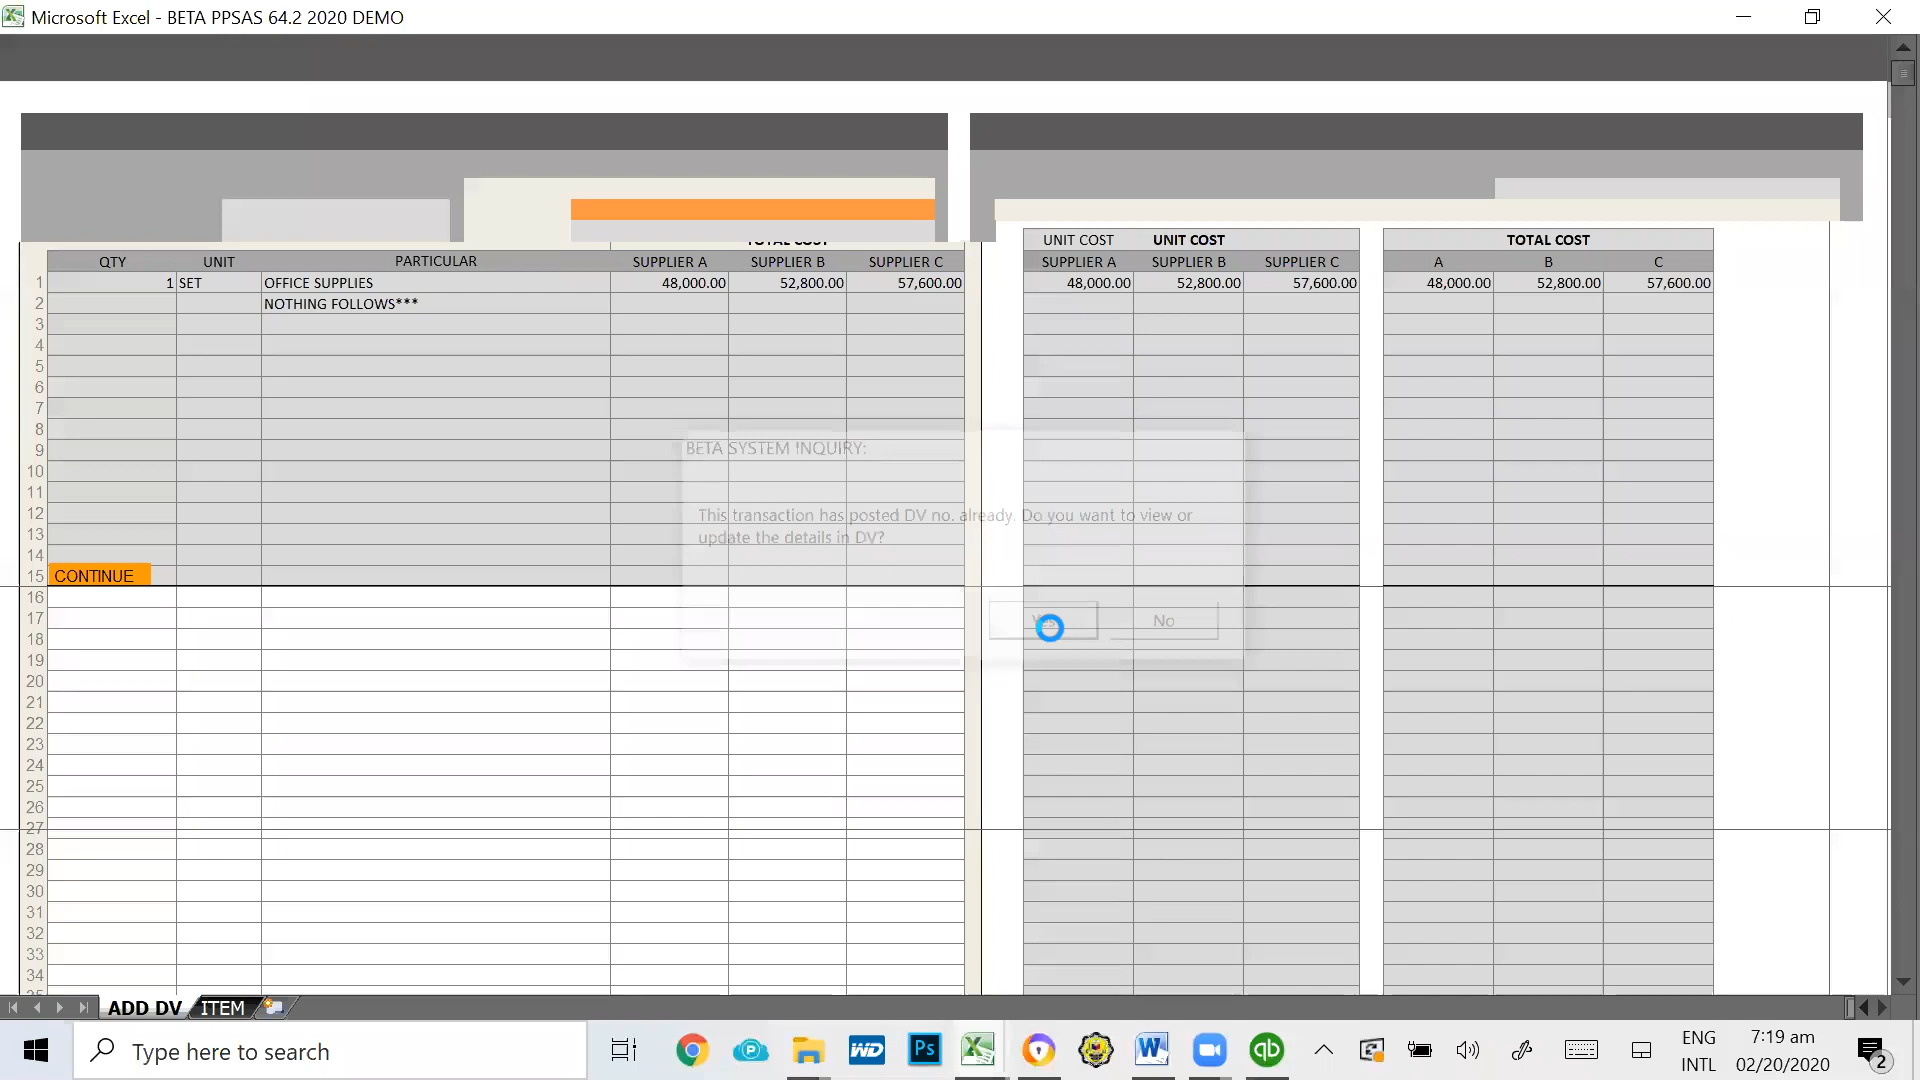 Microsoft Excel - BETA PPSAS 64.2 2020 DEMO
TOTAL COST
QTY UNIT PARTICULAR SUPPLIER A SUPPLIER B SUPPLIER C
1 1 SET OFFICE SUPPLIES 48,000.00 52,800.00 57,600.00
2 NOTHING FOLLOWS***
3
4
5
6
7
8
9
10
11
12
13
14
15 CONTINUE
16
17
18
19
20
21
22
23
24
25
26
27
28
29
30
31
32
33
34
UNIT COST UNIT COST
SUPPLIER A SUPPLIER B SUPPLIER C
48,000.00 52,800.00 57,600.00
TOTAL COST
A B C
48,000.00 52,800.00 57,600.00
BETA SYSTEM INQUIRY:
This transaction has posted DV no. already. Do you want to view or
update the details in DV?
Yes No
ADD DV ITEM
Type here to search
WD
Ps
W
qb
ENG
INTL
7:19 am
02/20/2020
2